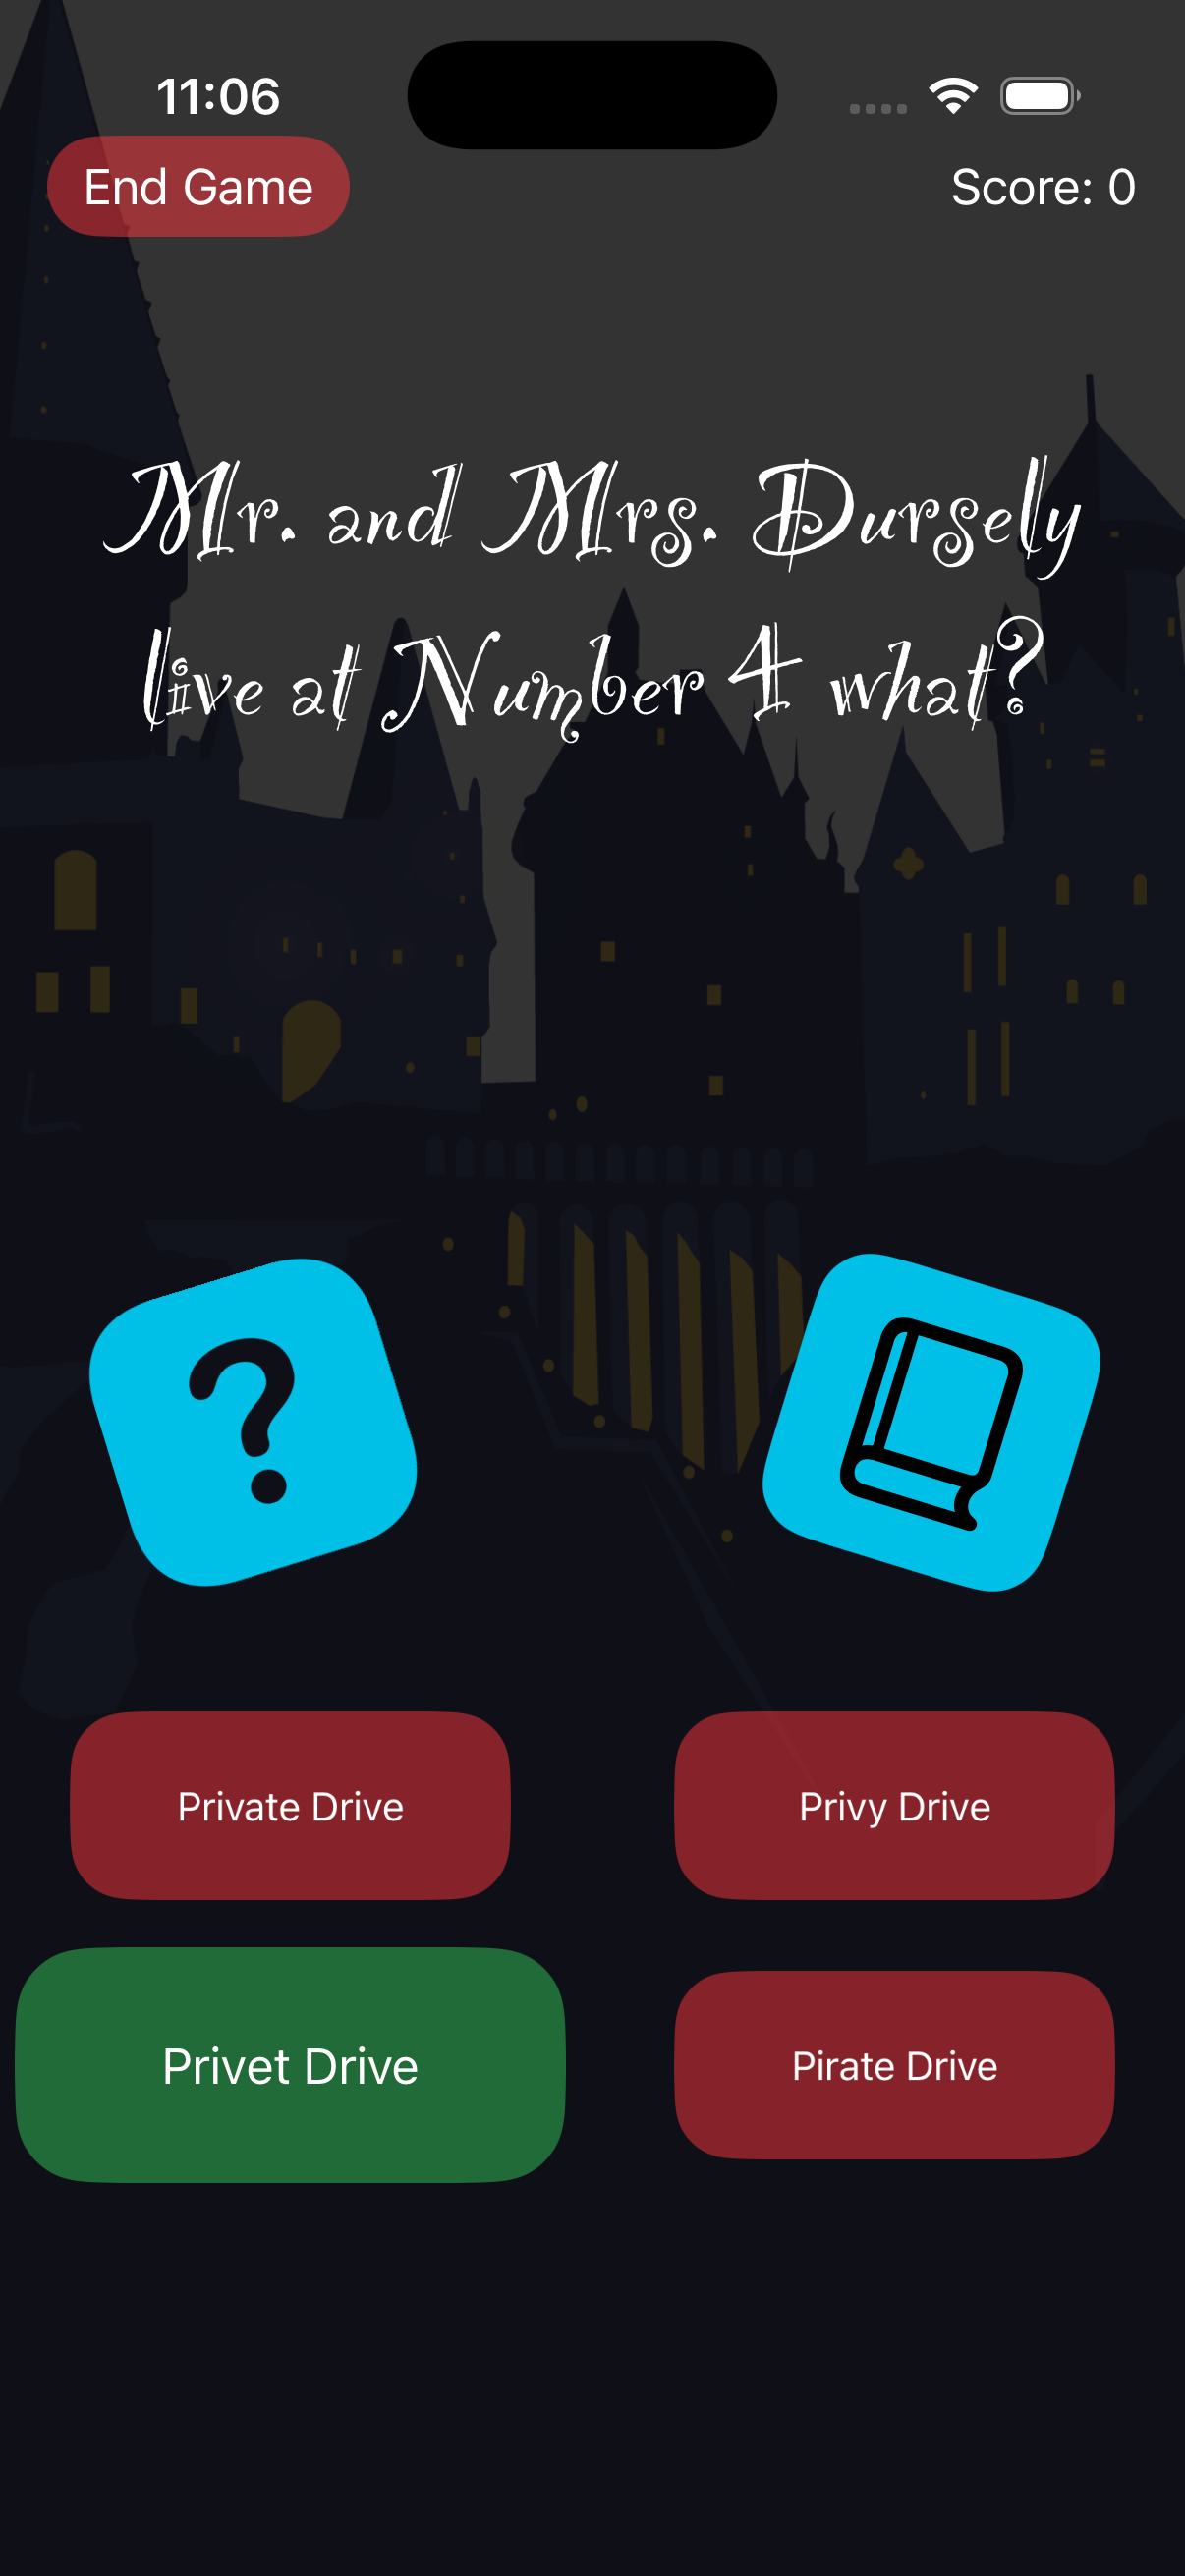 11:06
End Game
Score: 0
Mr. and Mrs. Dursely
live at Number 4 what?
?
Private Drive
Privy Drive
Privet Drive
Pirate Drive